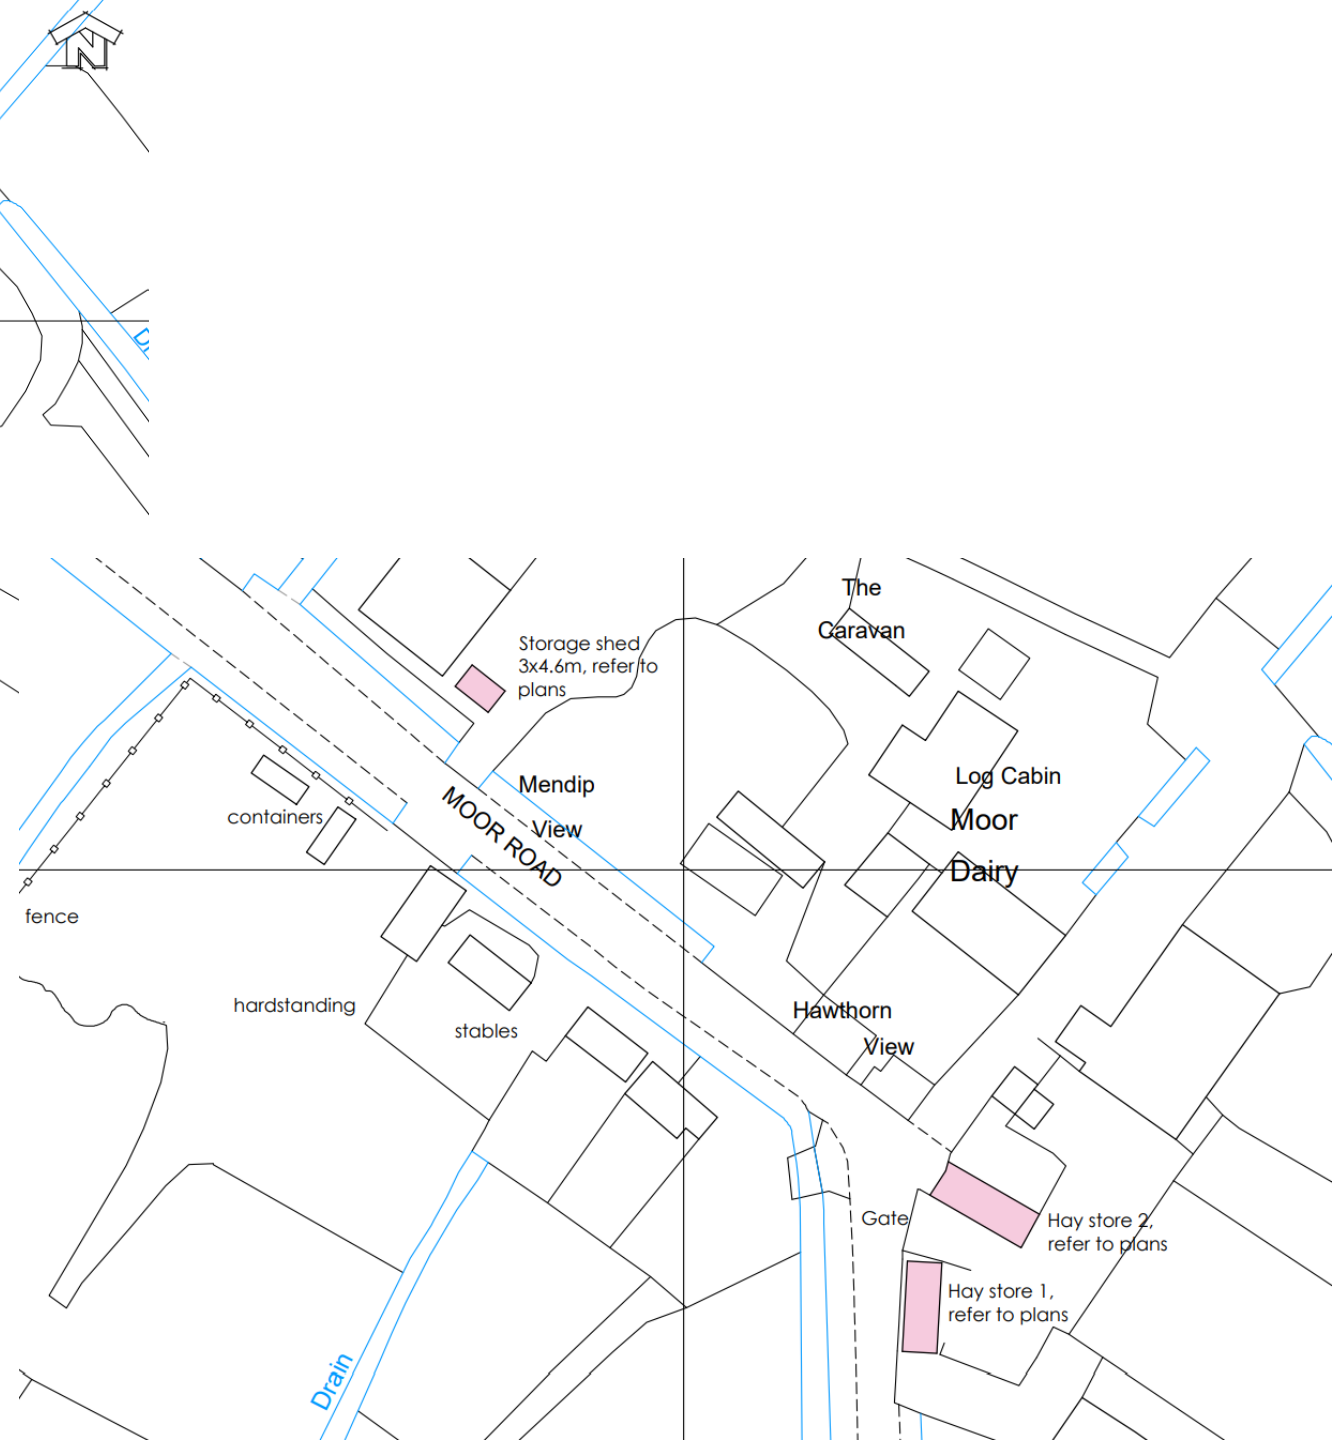 N
The
Caravan
Storage shed
3x4.6m, refer to
plans
Log Cabin
Mendip
View
MOOR ROAD
containers
Moor
Dairy
fence
hardstanding
stables
Hawthorn
View
Gate
Hay store 2,
refer to plans
Hay store 1,
refer to plans
Drain